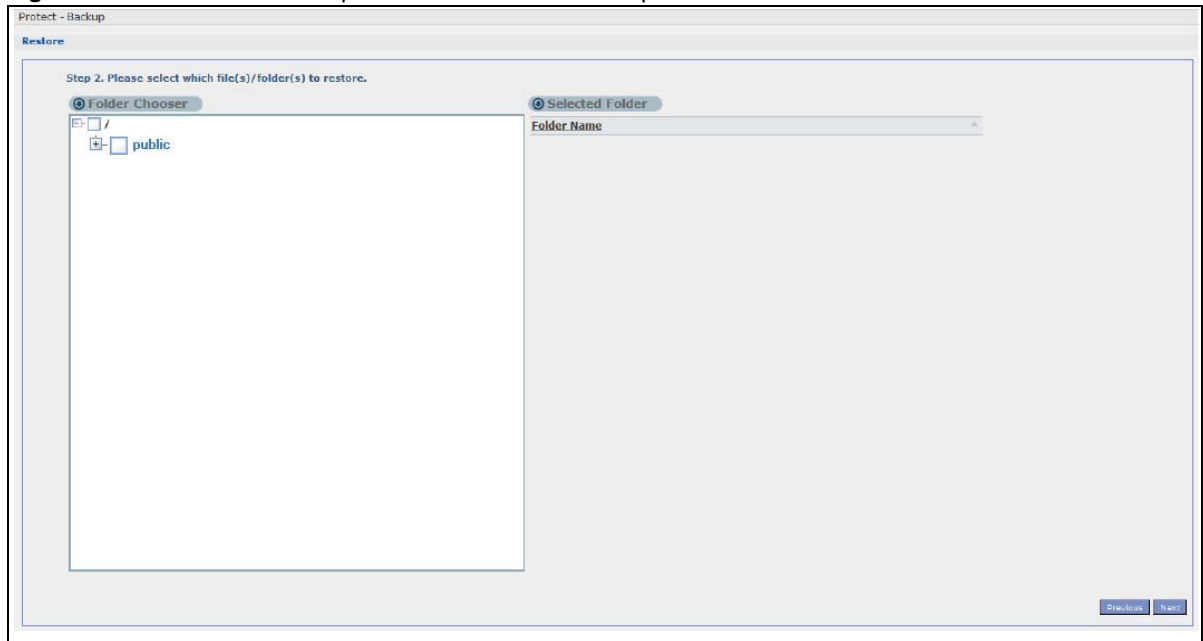 Protect - Backup
Restore
Step 2. Please select which file(s)/folder(s) to restore.
Folder Chooser
Selected Folder
/
Folder Name
public
Previous Next